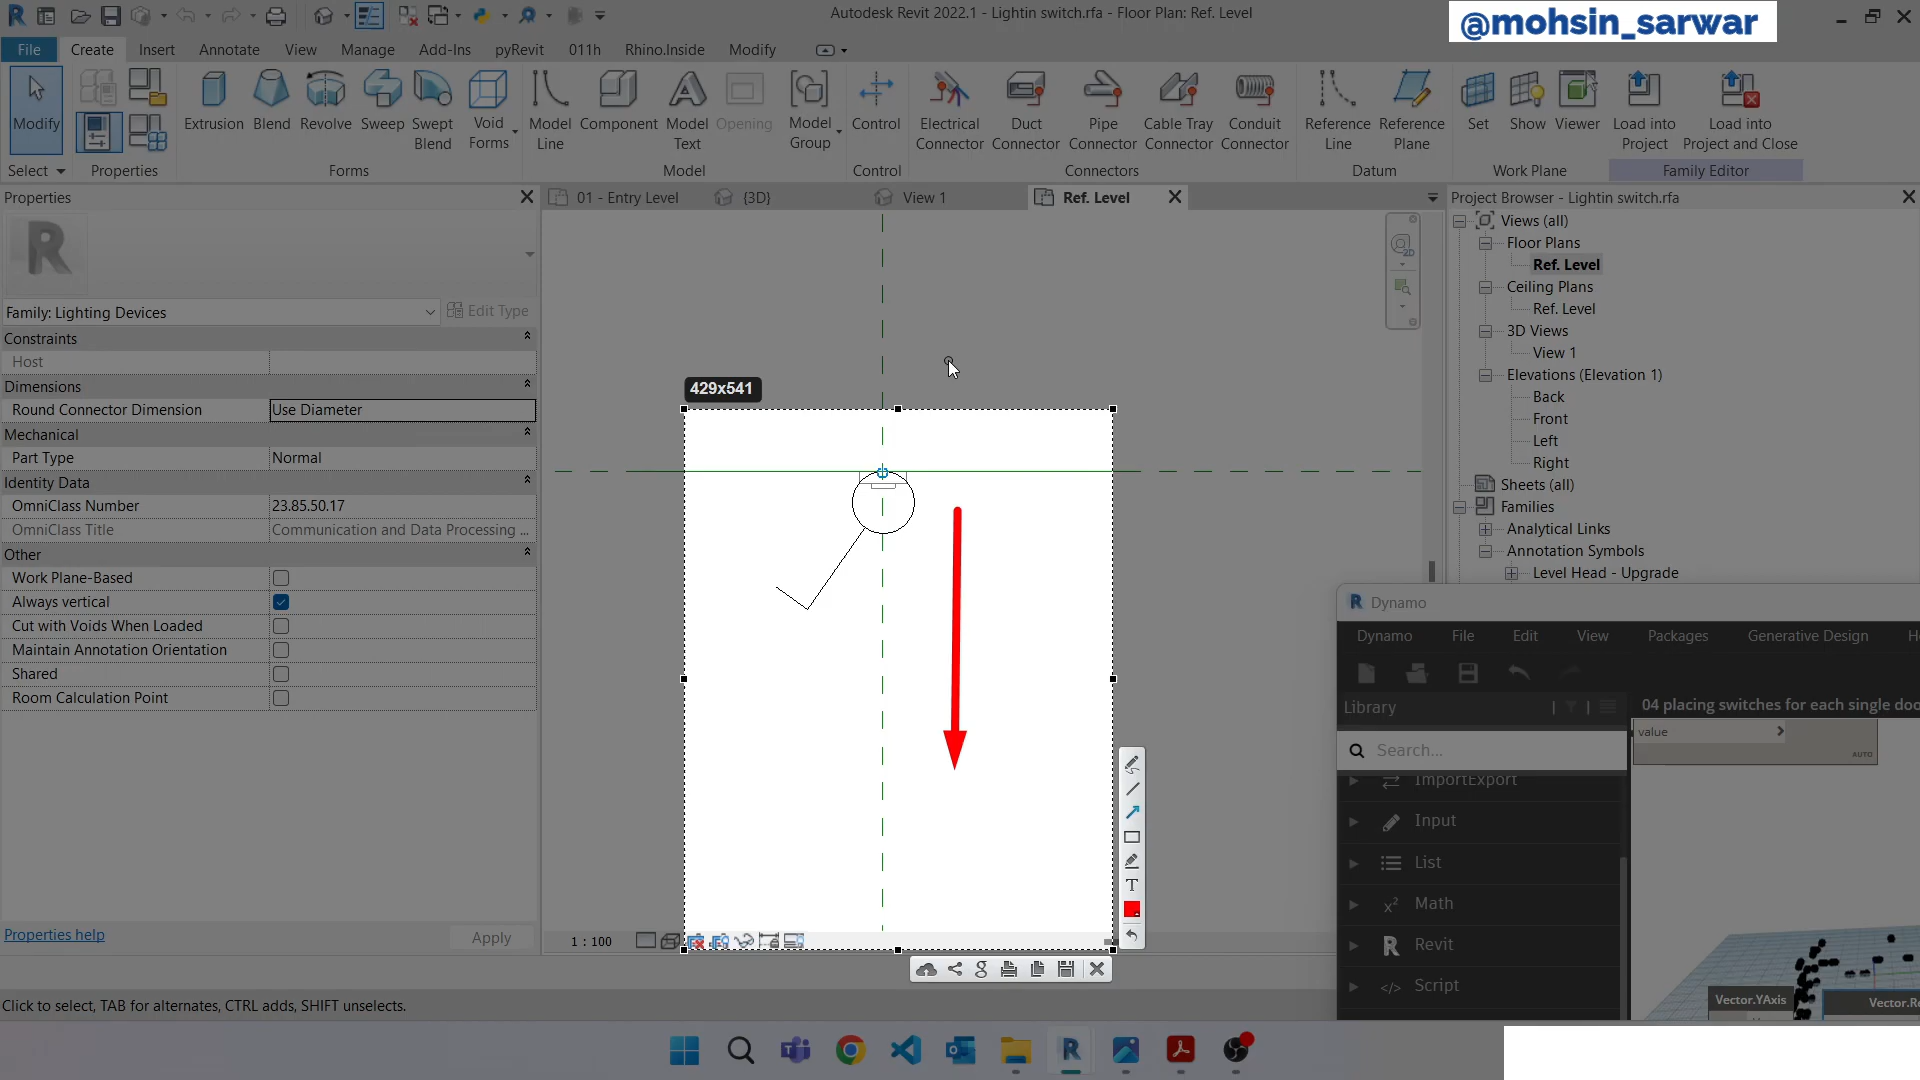 Autodesk Revit 2022.1 - Lightin switch.rfa - Floor Plan: Ref. Level
@mohsin_sarwar
File Create Insert Annotate View Manage Add-Ins pyRevit 011h Rhino.Inside Modify
Modify Extrusion Blend Revolve Sweep Swept Blend Void Forms Model Line Component Model Text Opening Model Group Control Electrical Connector Duct Connector Pipe Connector Cable Tray Connector Conduit Connector Reference Line Reference Plane Set Show Viewer Load into Project Load into Project and Close
Select Properties Forms Model Control Connectors Datum Work Plane Family Editor
Properties
01 - Entry Level {3D} View 1 Ref. Level
Project Browser - Lightin switch.rfa
Family: Lighting Devices
Edit Type
Constraints
Host
Dimensions
Round Connector Dimension Use Diameter
Mechanical
Part Type Normal
Identity Data
OmniClass Number 23.85.50.17
OmniClass Title Communication and Data Processing ...
Other
Work Plane-Based
Always vertical
Cut with Voids When Loaded
Maintain Annotation Orientation
Shared
Room Calculation Point
Properties help
Apply
429x541
2D
T
1 : 100
Views (all)
Floor Plans
Ref. Level
Ceiling Plans
Ref. Level
3D Views
View 1
Elevations (Elevation 1)
Back
Front
Left
Right
Sheets (all)
Families
Analytical Links
Annotation Symbols
Level Head - Upgrade
Dynamo
Dynamo File Edit View Packages Generative Design
Library
04 placing switches for each single doo
Search...
value >
AUTO
ImportExport
Input
List
Math
Revit
Script
Vector.YAxis
Vector.Re
Click to select, TAB for alternates, CTRL adds, SHIFT unselects.